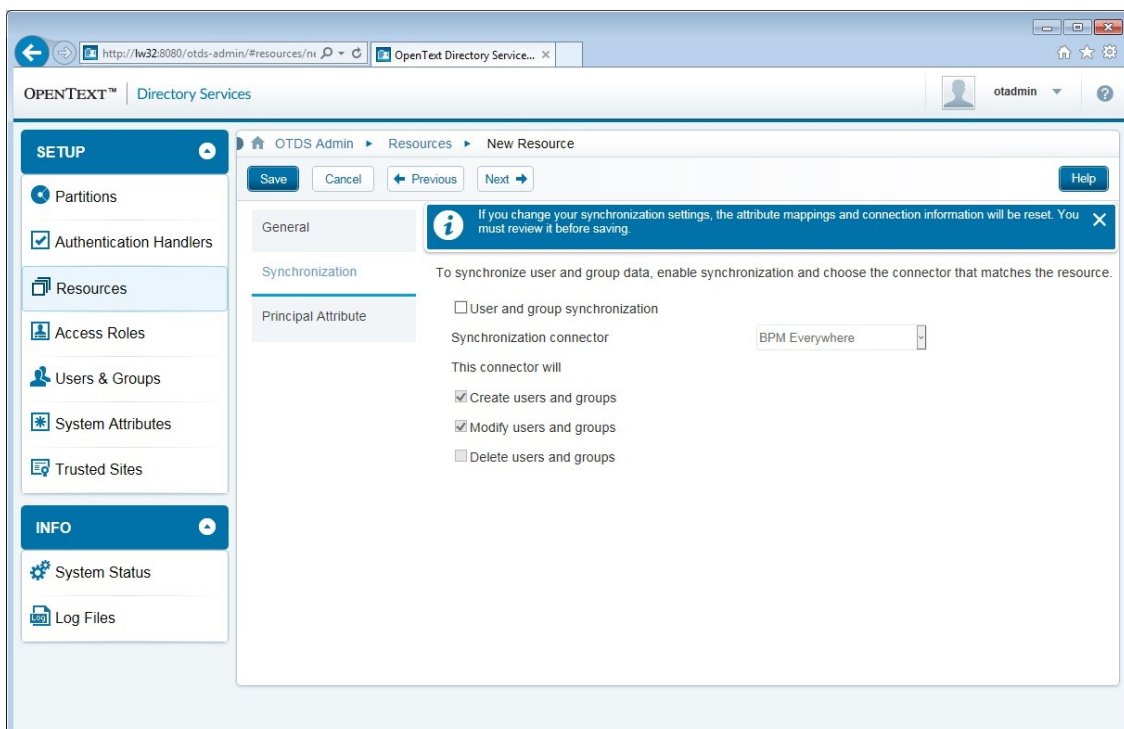 http://lw32:8080/otds-admin/#resources/ne
OpenText Directory Service...
OPENTEXT™ | Directory Services
otadmin
SETUP
Partitions
Authentication Handlers
Resources
Access Roles
Users & Groups
System Attributes
Trusted Sites
INFO
System Status
Log Files
Log
OTDS Admin ▸ Resources ▸ New Resource
Save Cancel Previous Next Help
General
Synchronization
Principal Attribute
If you change your synchronization settings, the attribute mappings and connection information will be reset. You
must review it before saving.
To synchronize user and group data, enable synchronization and choose the connector that matches the resource.
User and group synchronization
Synchronization connector BPM Everywhere
This connector will
Create users and groups
Modify users and groups
Delete users and groups